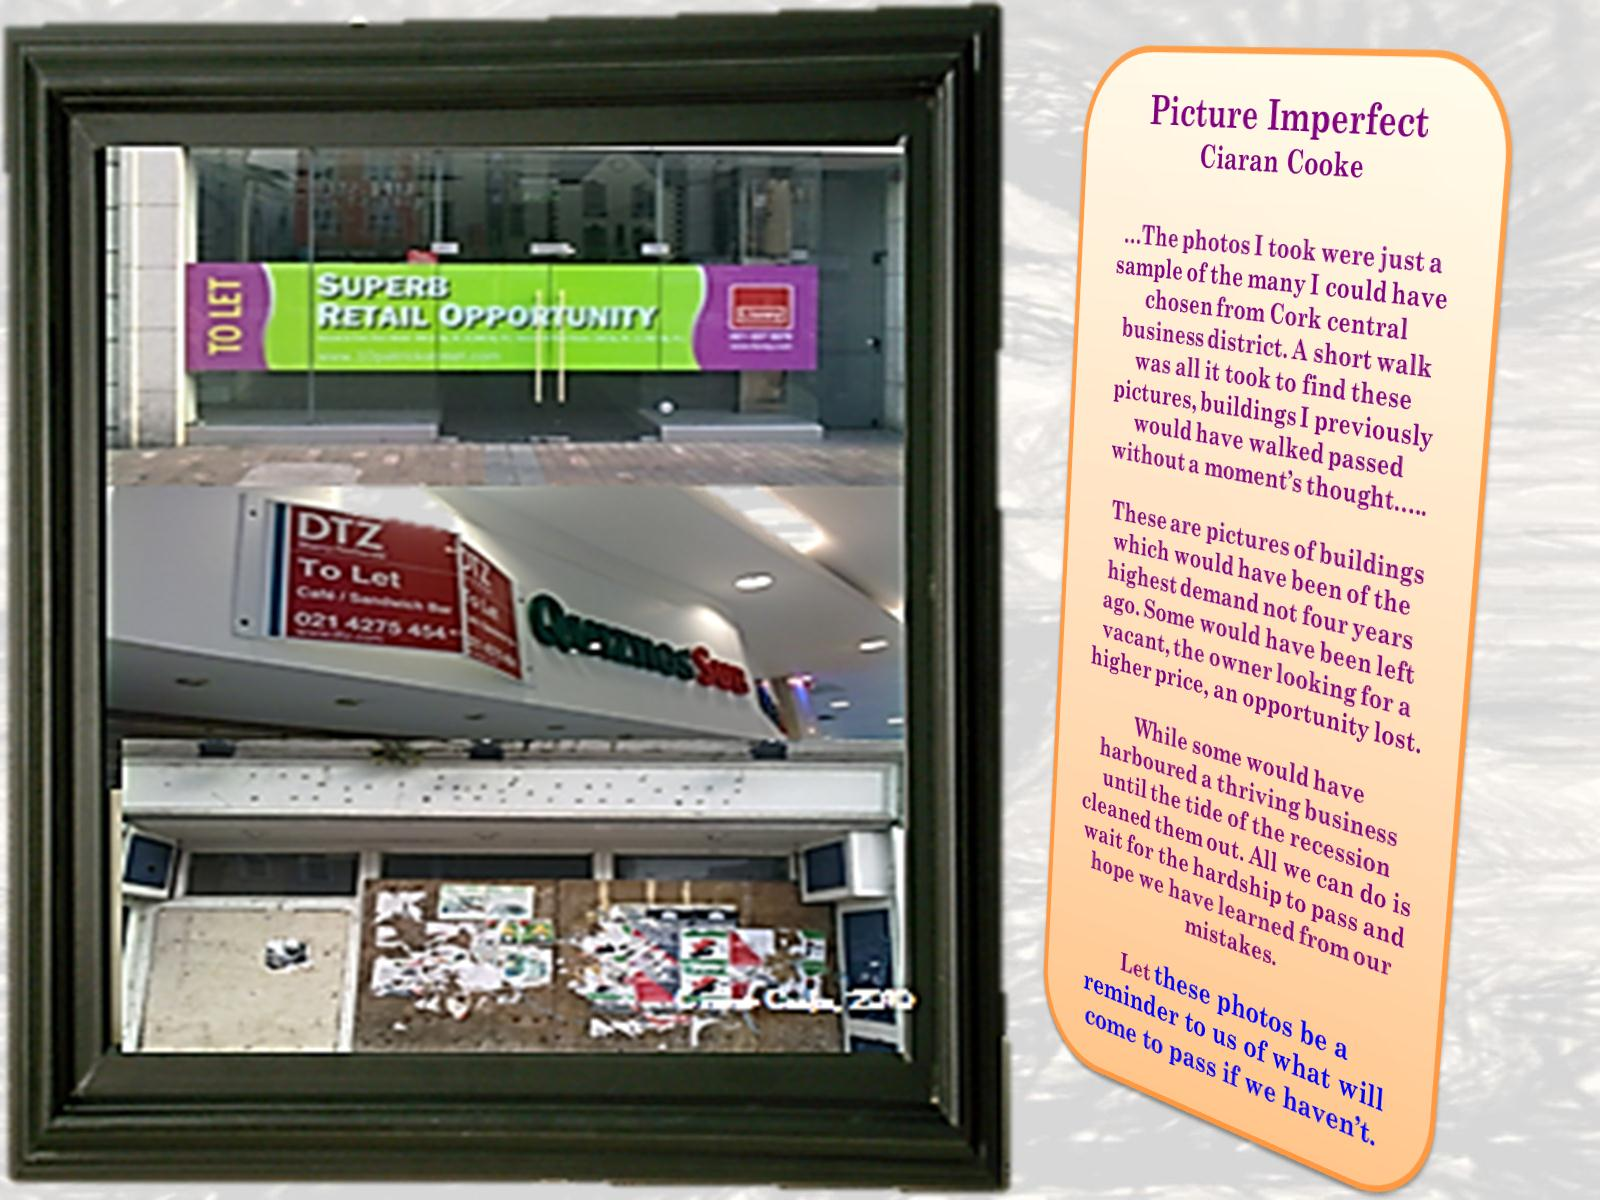 TO LET
SUPERB
RETAIL OPPORTUNITY
DTZ
To Let
Café / Sandwich Bar
021 4275 454
DTZ
To Let
QUIZNOS SUB
2010
Picture Imperfect
Ciaran Cooke
...The photos I took were just a
sample of the many I could have
chosen from Cork central
business district. A short walk
was all it took to find these
pictures, buildings I previously
would have walked passed
without a moment's thought.....
These are pictures of buildings
which would have been of the
highest demand not four years
ago. Some would have been left
vacant, the owner looking for a
higher price, an opportunity lost.
While some would have
harboured a thriving business
until the tide of the recession
cleaned them out. All we can do is
wait for the hardship to pass and
hope we have learned from our
mistakes.
Let these photos be a
reminder to us of what will
come to pass if we haven't.